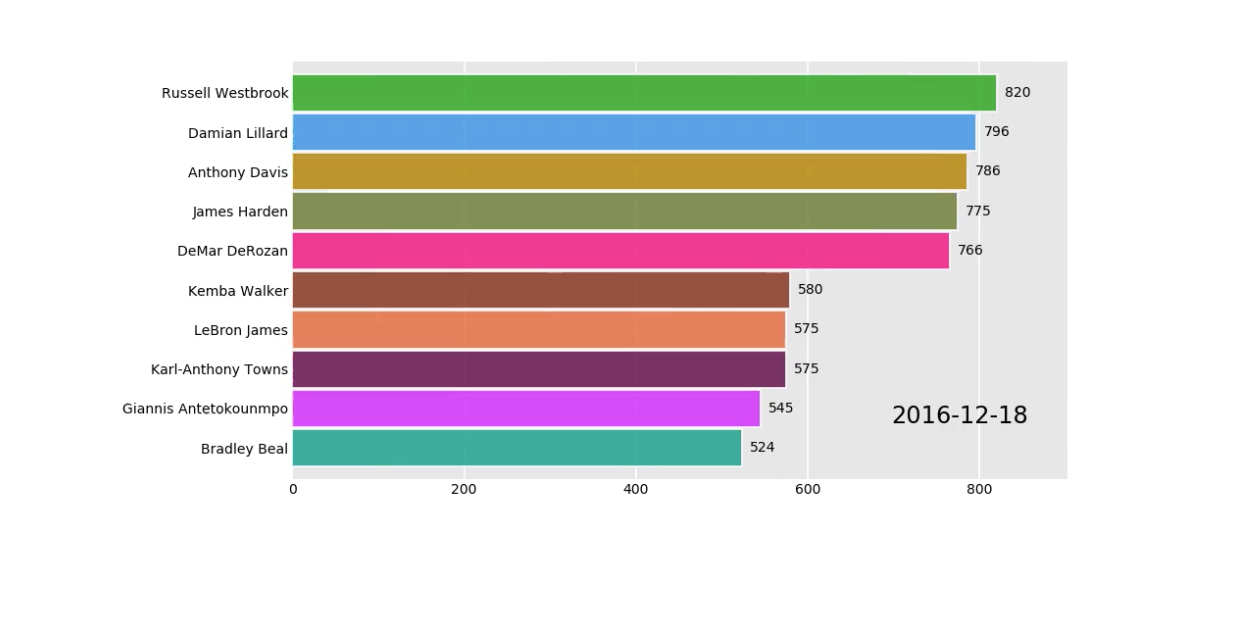 Russell Westbrook 820
Damian Lillard 796
Anthony Davis 786
James Harden 775
DeMar DeRozan 766
Kemba Walker 580
LeBron James 575
Karl-Anthony Towns 575
Giannis Antetokounmpo 545
2016-12-18
Bradley Beal 524
0 200 400 600 800